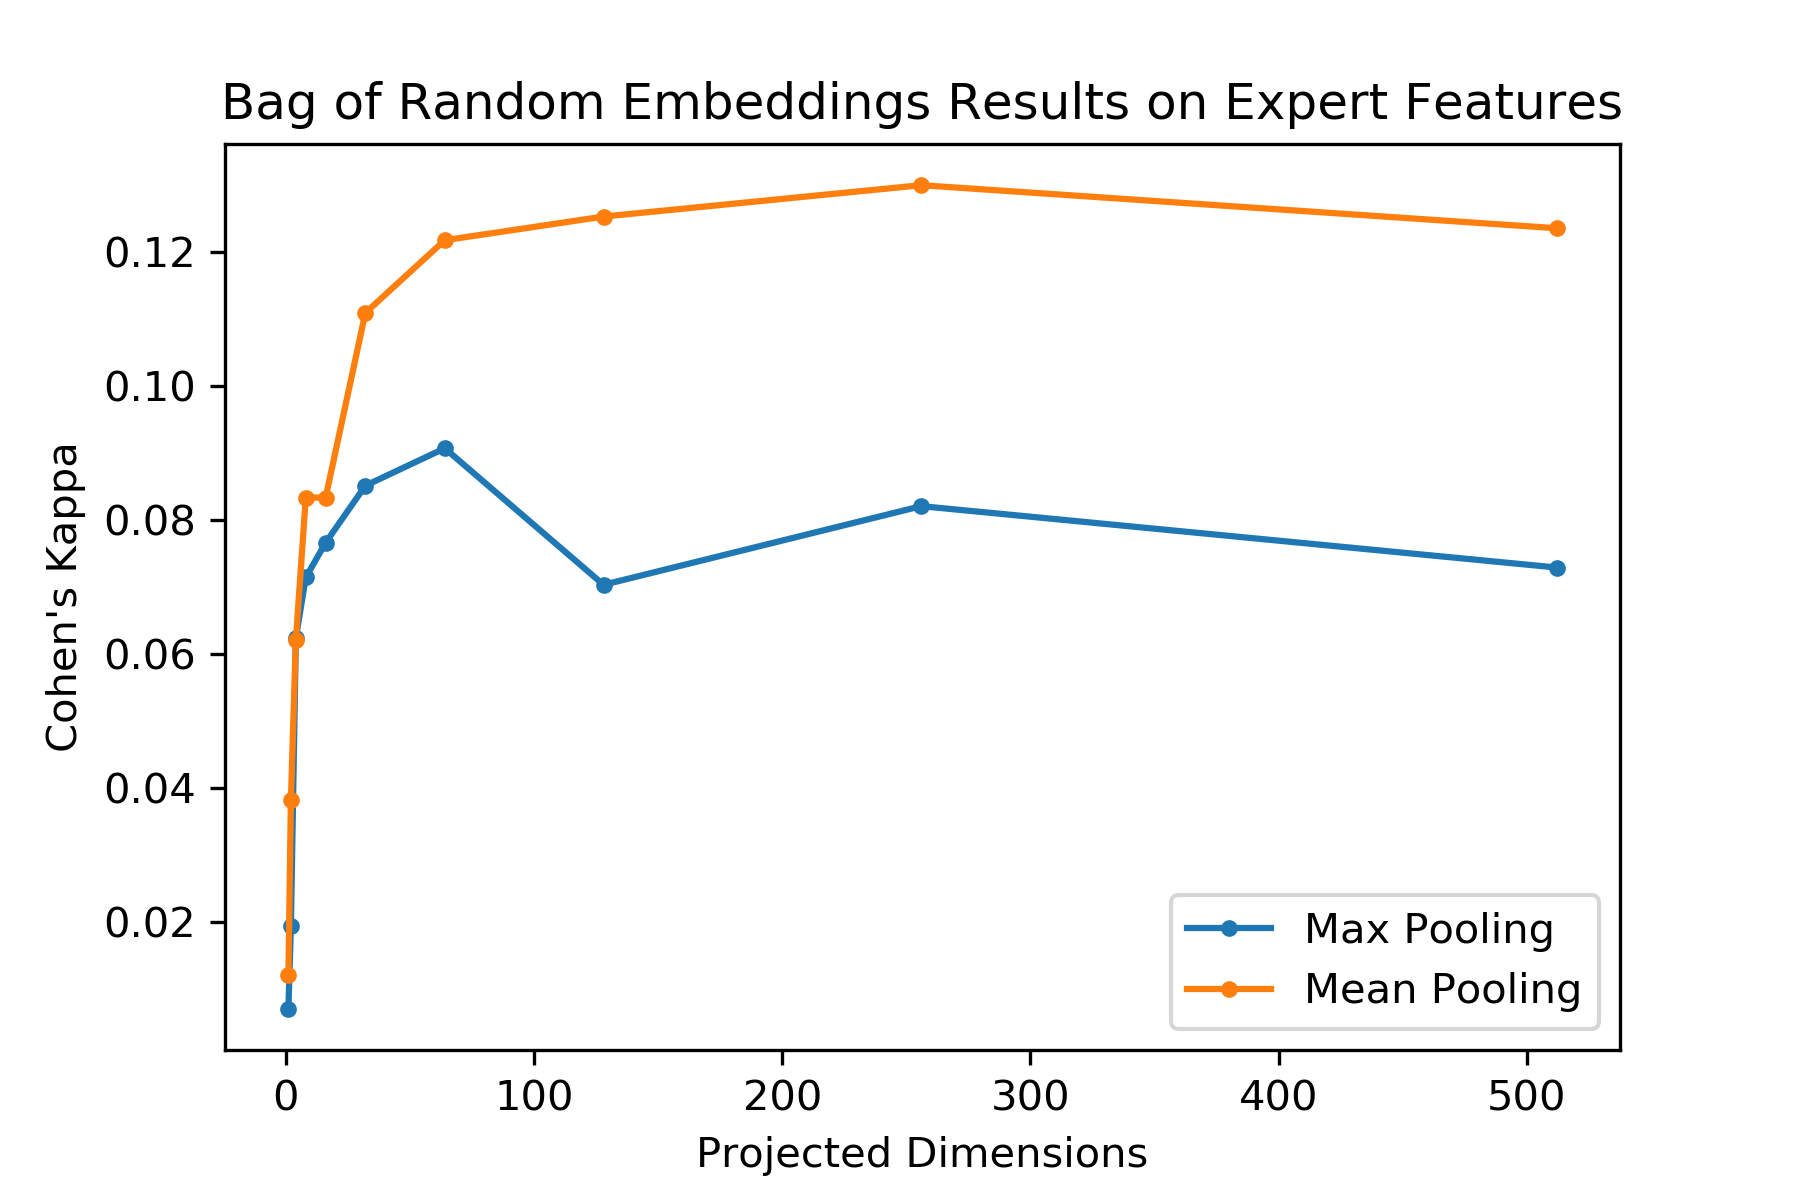 Bag of Random Embeddings Results on Expert Features
0.12
0.10
0.08
0.06
0.04
0.02
Cohen's Kappa
Max Pooling
Mean Pooling
0 100 200 300 400 500
Projected Dimensions